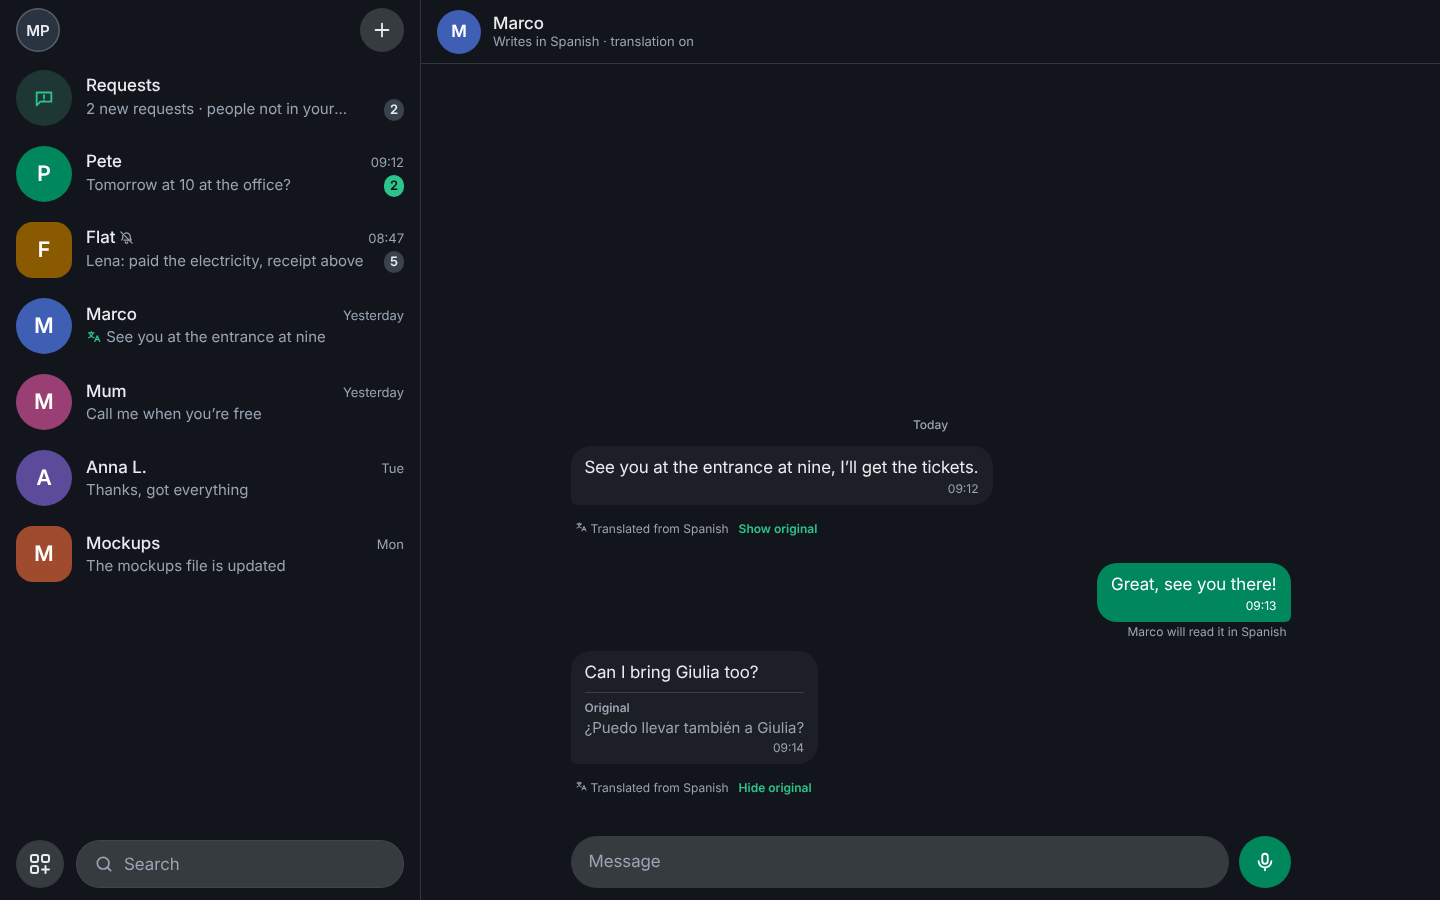 MP
Requests
2 new requests · people not in your…
2
P
Pete
09:12
Tomorrow at 10 at the office?
2
F
Flat
08:47
Lena: paid the electricity, receipt above
5
M
Marco
Yesterday
See you at the entrance at nine
M
Mum
Yesterday
Call me when you’re free
A
Anna L.
Tue
Thanks, got everything
M
Mockups
Mon
The mockups file is updated
Search
M
Marco
Writes in Spanish · translation on
Today
See you at the entrance at nine, I’ll get the tickets.
09:12
Translated from Spanish Show original
Great, see you there!
09:13
Marco will read it in Spanish
Can I bring Giulia too?
Original
¿Puedo llevar también a Giulia?
09:14
Translated from Spanish Hide original
Message